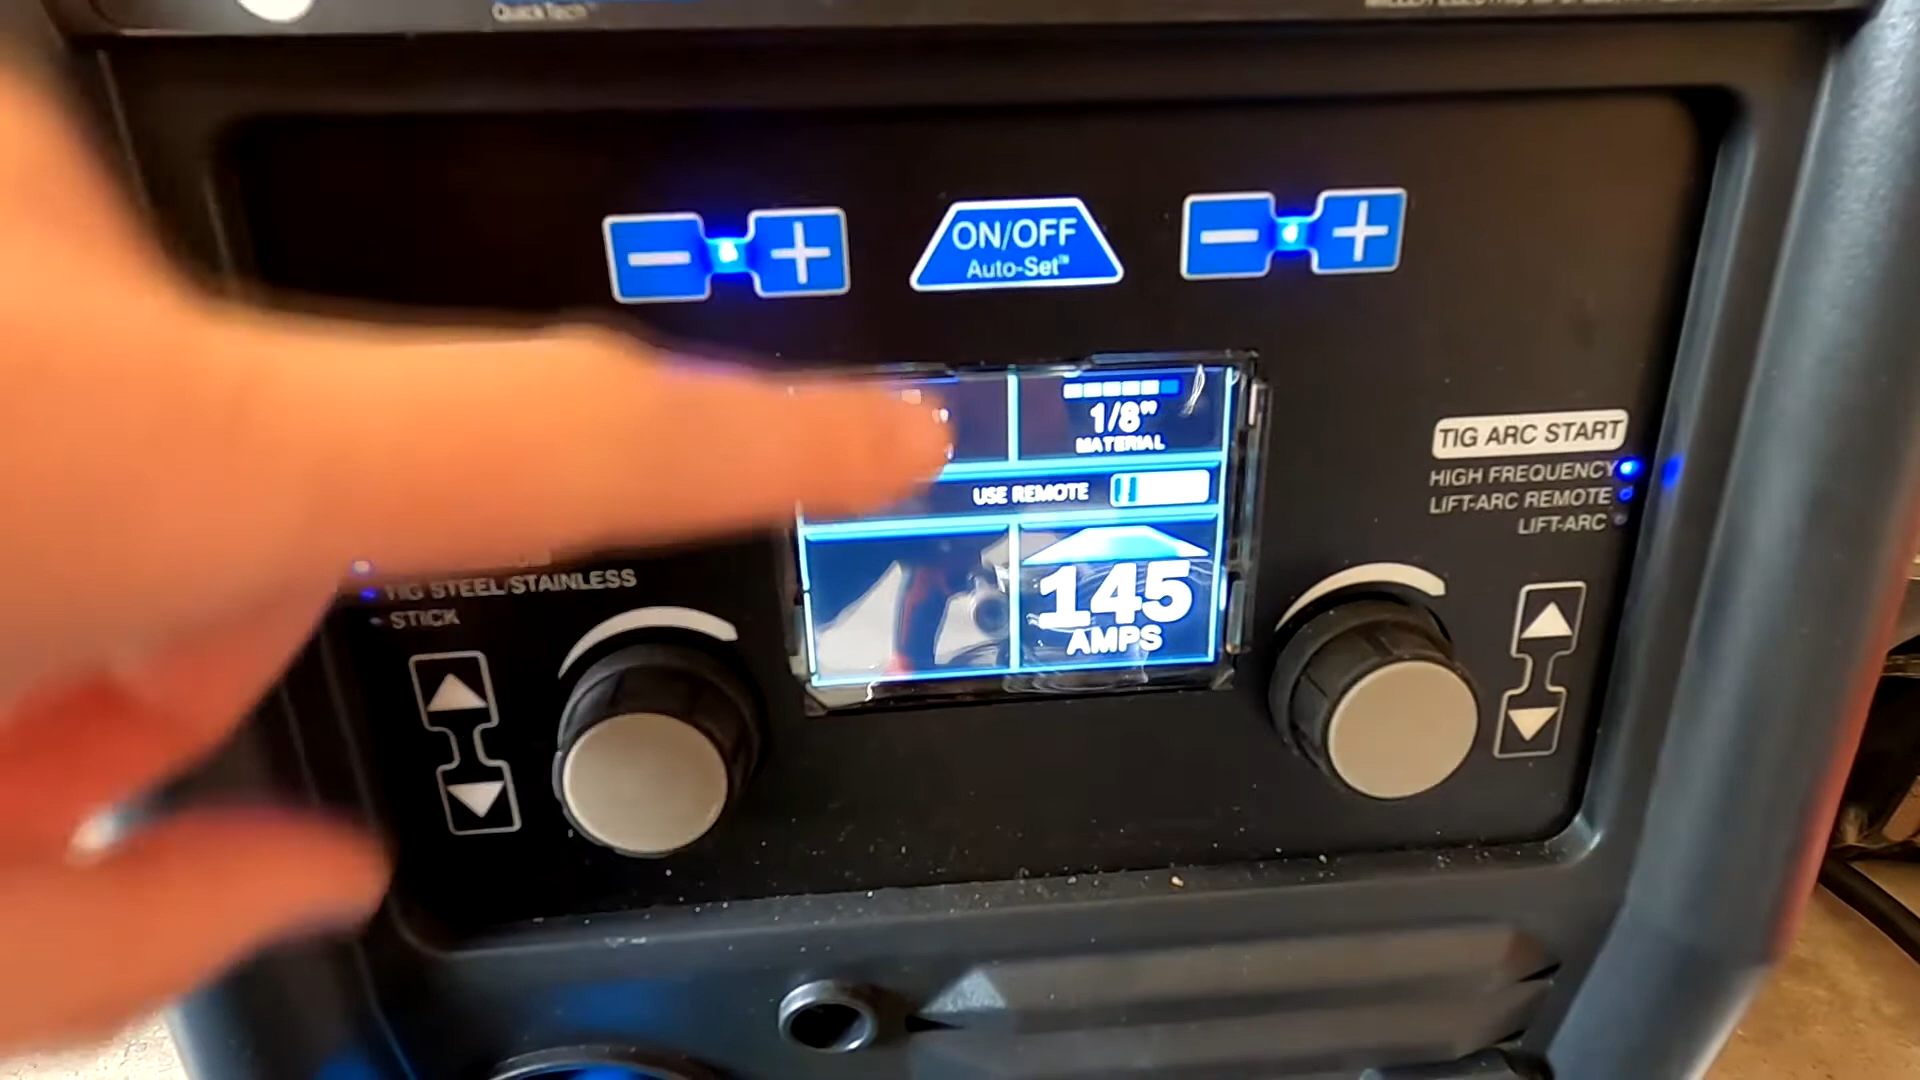 QuickTech™
ON/OFF
Auto-Set™
1/8"
MATERIAL
USE REMOTE
145
AMPS
TIG STEEL/STAINLESS
STICK
TIG ARC START
HIGH FREQUENCY
LIFT-ARC REMOTE
LIFT-ARC